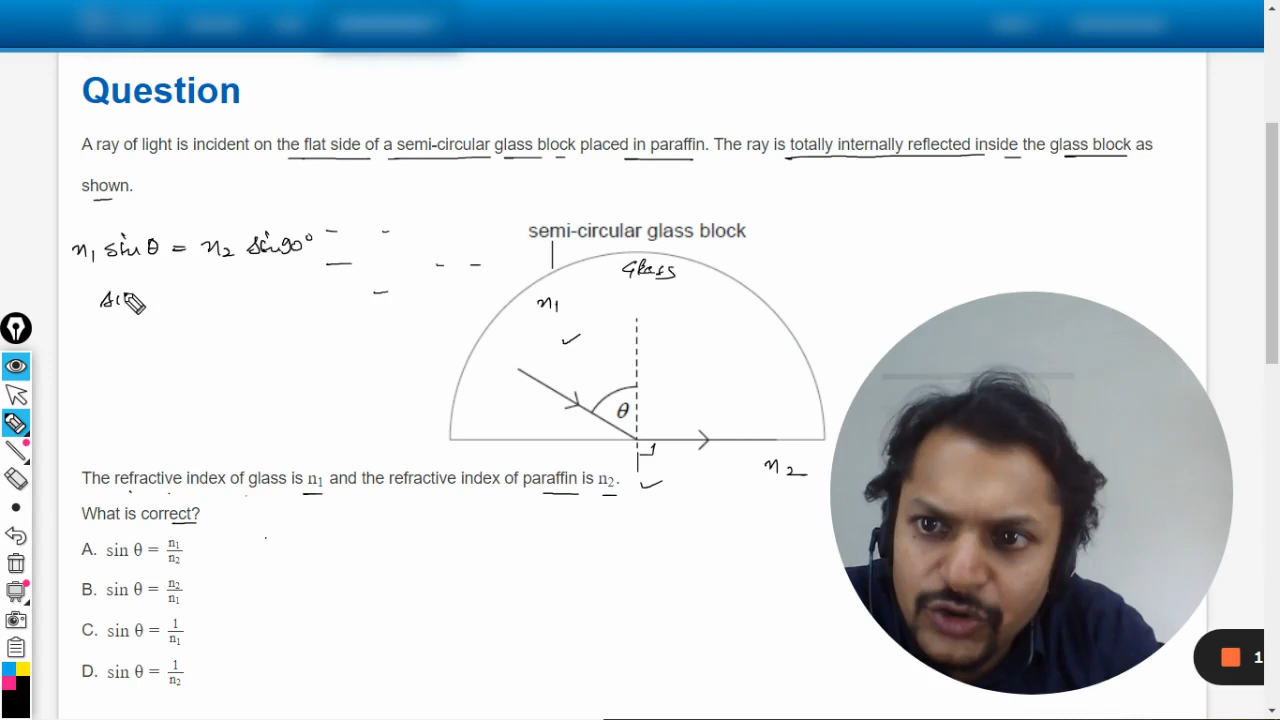 Question
A ray of light is incident on the flat side of a semi-circular glass block placed in paraffin. The ray is totally internally reflected inside the glass block as
shown.
n₁ sin θ = n₂ sin90°
semi-circular glass block
Glass
n₁
θ
n₂
The refractive index of glass is n₁ and the refractive index of paraffin is n₂.
What is correct?
A. sin θ = n₁/n₂
B. sin θ = n₂/n₁
C. sin θ = 1/n₁
D. sin θ = 1/n₂
1